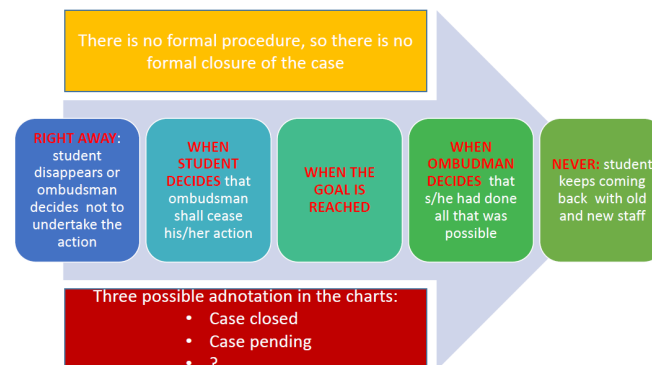 There is no formal procedure, so there is no
formal closure of the case
RIGHT AWAY:
student
disappears or
ombudsman
decides not to
undertake the
action
WHEN
STUDENT
DECIDES that
ombudsman
shall cease
his/her action
WHEN THE
GOAL IS
REACHED
WHEN
OMBUDMAN
DECIDES that
s/he had done
all that was
possible
NEVER: student
keeps coming
back with old
and new staff
Three possible adnotation in the charts:
• Case closed
• Case pending
• ?